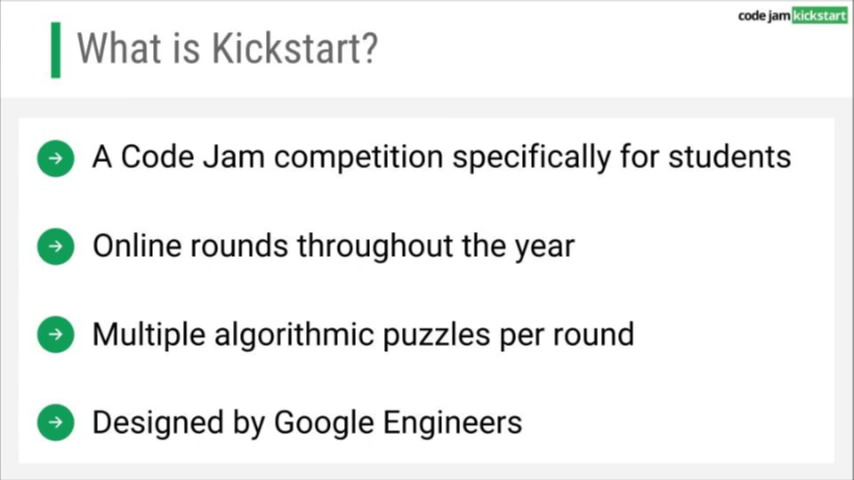 code jam kickstart
What is Kickstart?
A Code Jam competition specifically for students
Online rounds throughout the year
Multiple algorithmic puzzles per round
Designed by Google Engineers